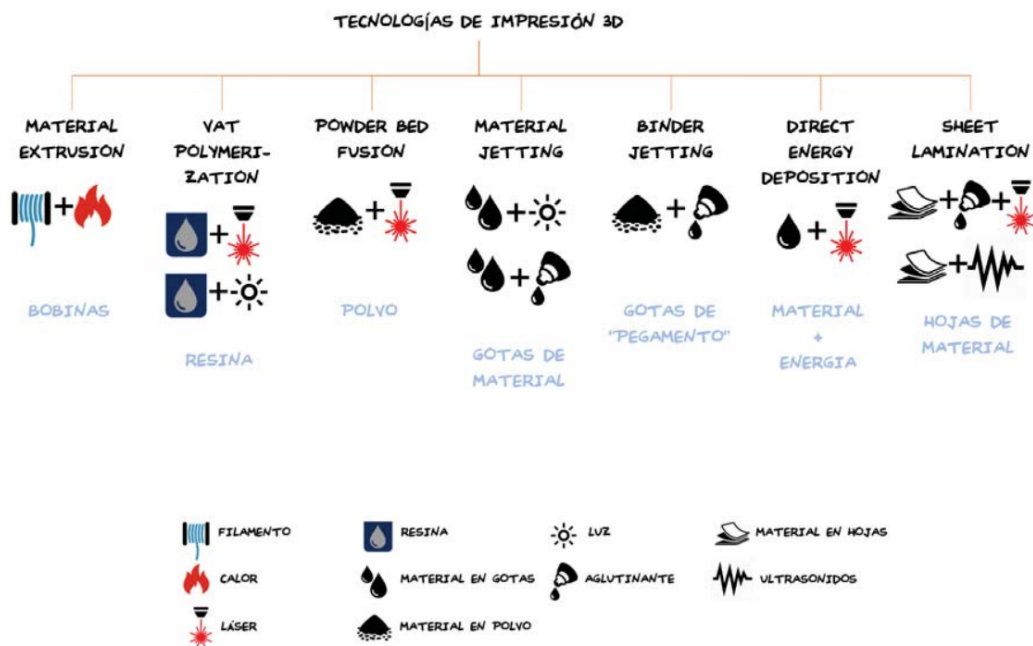 TECNOLOGÍAS DE IMPRESIÓN 3D
MATERIAL
EXTRUSION
BOBINAS
VAT
POLYMERI-
ZATION
RESINA
POWDER BED
FUSION
POLVO
MATERIAL
JETTING
GOTAS DE
MATERIAL
BINDER
JETTING
GOTAS DE
"PEGAMENTO"
DIRECT
ENERGY
DEPOSITION
MATERIAL
+
ENERGIA
SHEET
LAMINATION
HOJAS DE
MATERIAL
FILAMENTO
CALOR
LÁSER
RESINA
MATERIAL EN GOTAS
MATERIAL EN POLVO
LUZ
AGLUTINANTE
MATERIAL EN HOJAS
ULTRASONIDOS